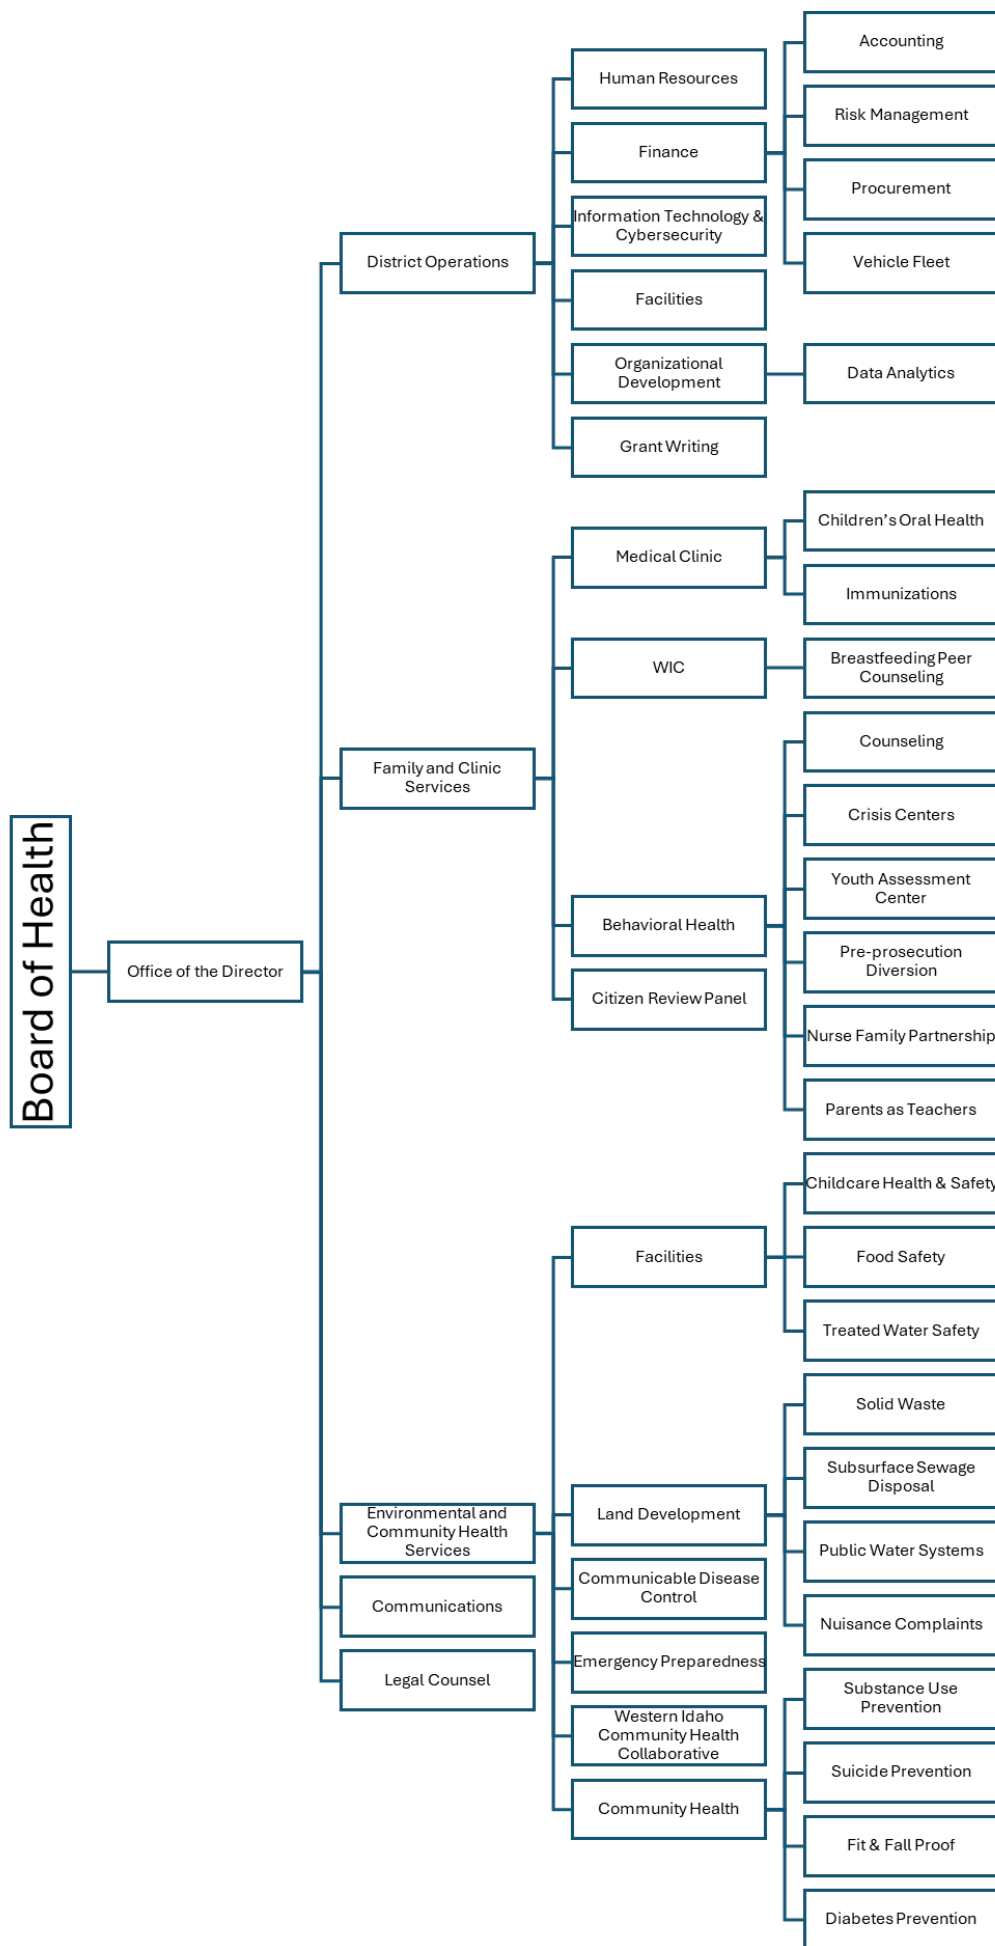 Board of Health
Office of the Director
District Operations
Human Resources
Finance
Accounting
Risk Management
Procurement
Vehicle Fleet
Information Technology &
Cybersecurity
Facilities
Organizational
Development
Data Analytics
Grant Writing
Family and Clinic
Services
Medical Clinic
Children’s Oral Health
Immunizations
WIC
Breastfeeding Peer
Counseling
Behavioral Health
Counseling
Crisis Centers
Youth Assessment
Center
Pre-prosecution
Diversion
Nurse Family Partnership
Parents as Teachers
Citizen Review Panel
Environmental and
Community Health
Services
Facilities
Childcare Health & Safety
Food Safety
Treated Water Safety
Land Development
Solid Waste
Subsurface Sewage
Disposal
Public Water Systems
Nuisance Complaints
Communicable Disease
Control
Emergency Preparedness
Western Idaho
Community Health
Collaborative
Community Health
Substance Use
Prevention
Suicide Prevention
Fit & Fall Proof
Diabetes Prevention
Communications
Legal Counsel